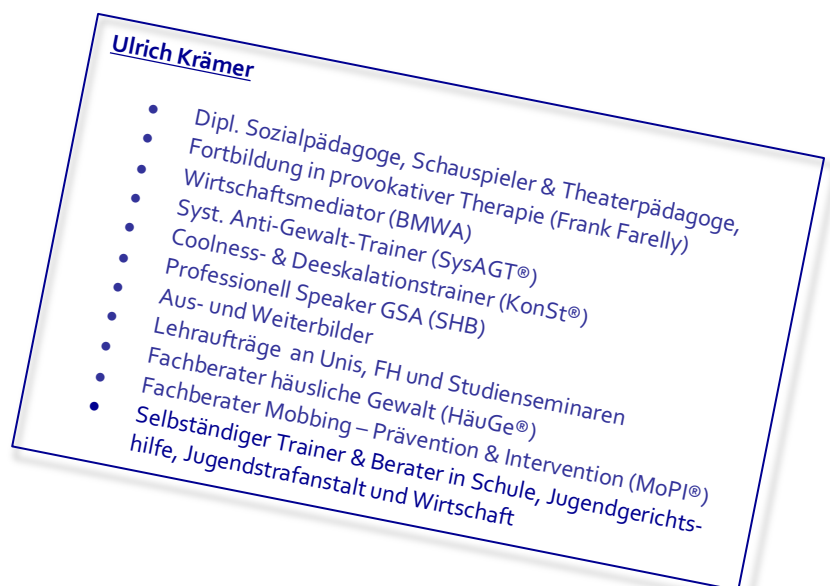 Ulrich Krämer
• Dipl. Sozialpädagoge, Schauspieler & Theaterpädagoge,
• Fortbildung in provokativer Therapie (Frank Farelly)
• Wirtschaftsmediator (BMWA)
• Syst. Anti-Gewalt-Trainer (SysAGT®)
• Coolness- & Deeskalationstrainer (KonSt®)
• Professionell Speaker GSA (SHB)
• Aus- und Weiterbilder
• Lehraufträge an Unis, FH und Studienseminaren
• Fachberater häusliche Gewalt (HäuGe®)
• Fachberater Mobbing – Prävention & Intervention (MoPI®)
• Selbständiger Trainer & Berater in Schule, Jugendgerichts-
hilfe, Jugendstrafanstalt und Wirtschaft